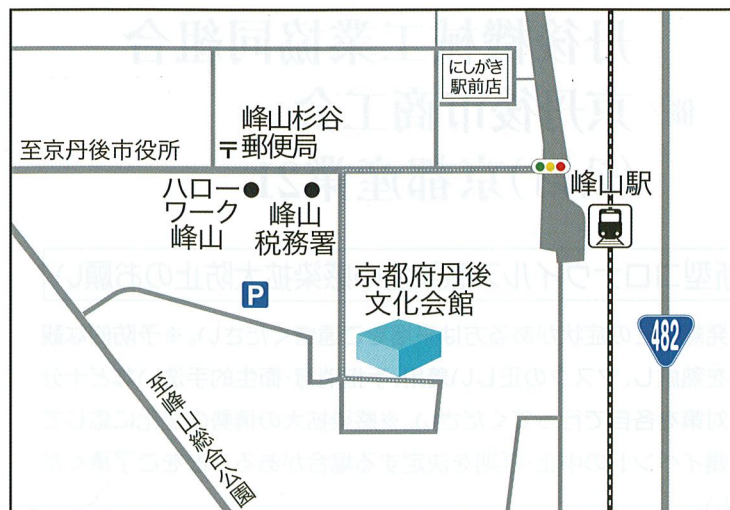 にしがき
駅前店
峰山杉谷
郵便局
至京丹後市役所
ハロー
ワーク
峰山
峰山
税務署
峰山駅
P
京都府丹後
文化会館
482
至峰山総合公園